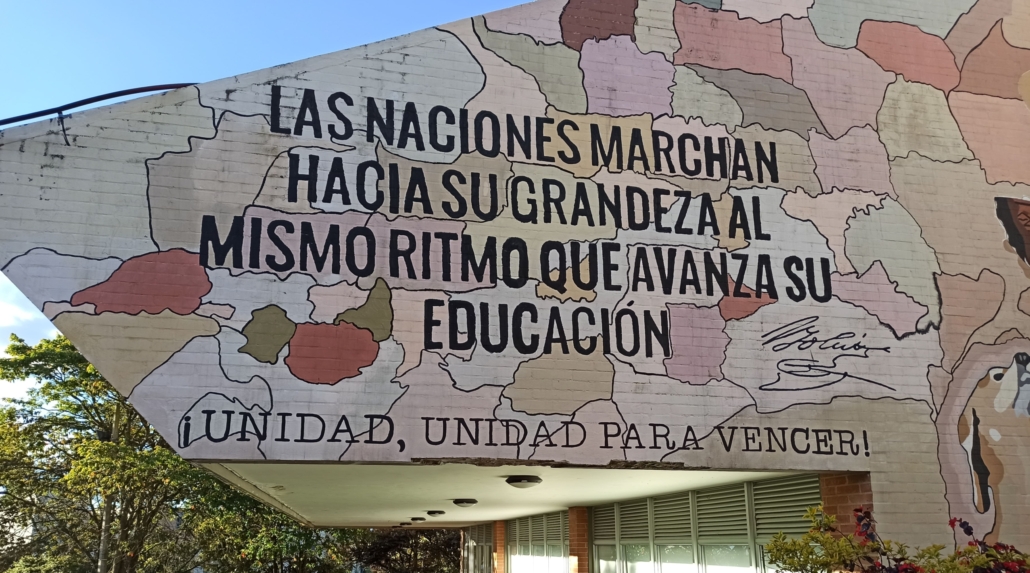 LAS NACIONES MARCHAN
HACIA SU GRANDEZA AL
MISMO RITMO QUE AVANZA SU
EDUCACIÓN
¡UNIDAD, UNIDAD PARA VENCER!